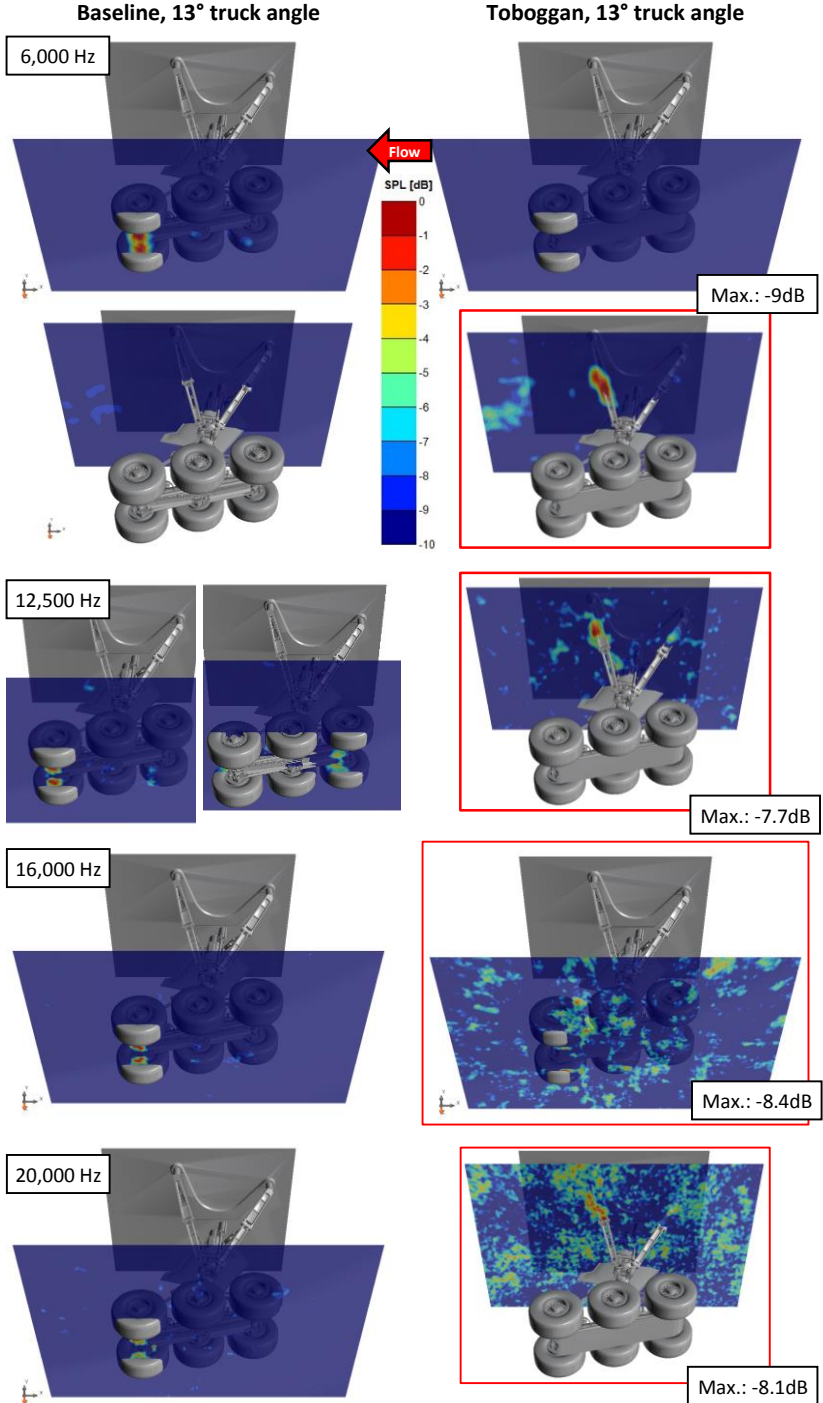 Baseline, 13° truck angle
Toboggan, 13° truck angle
6,000 Hz
Flow
SPL [dB]
0
-1
-2
-3
-4
-5
-6
-7
-8
-9
-10
Max.: -9dB
12,500 Hz
Max.: -7.7dB
16,000 Hz
Max.: -8.4dB
20,000 Hz
Max.: -8.1dB